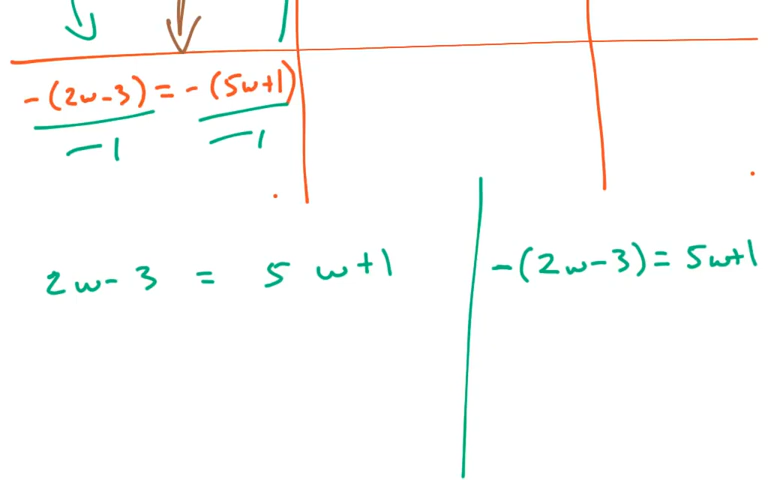 -(2w-3) = -(5w+1)
-1 -1
2w-3 = 5w+1
-(2w-3) = 5w+1